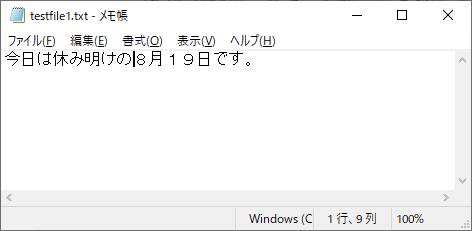 testfile1.txt - メモ帳
ファイル(F) 編集(E) 書式(O) 表示(V) ヘルプ(H)
今日は休み明けの８月１９日です。
Windows (C 1 行、9 列 100%